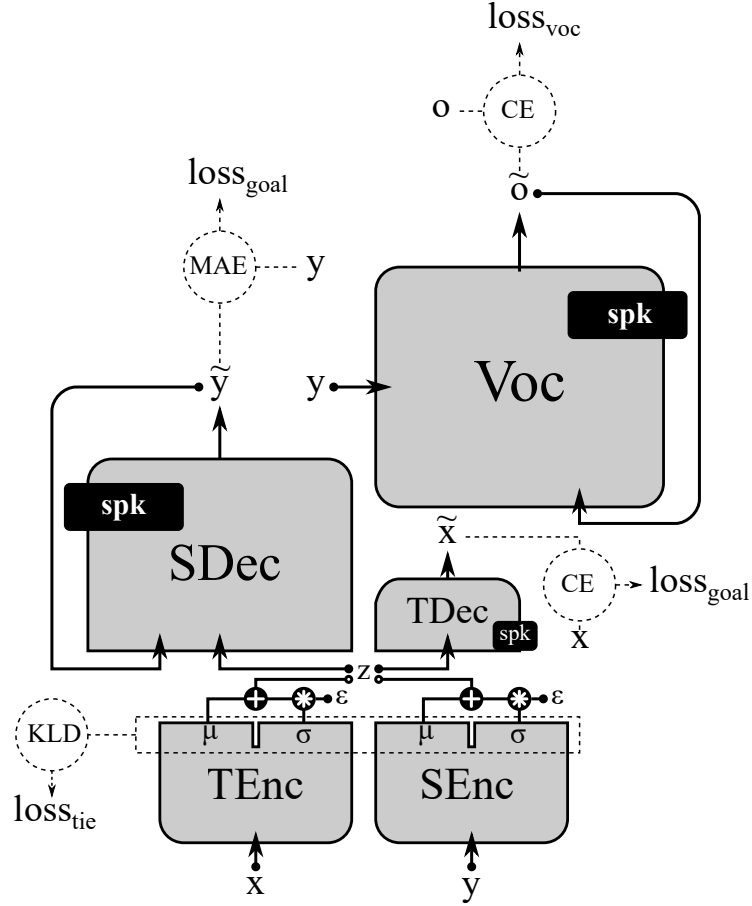 loss_voc
o CE
õ
loss_goal
MAE y
spk
ỹ y Voc
spk
x̃
SDec
CE loss_goal
TDec
spk
x
z
+ * ε + * ε
KLD μ σ μ σ
TEnc SEnc
loss_tie
x y